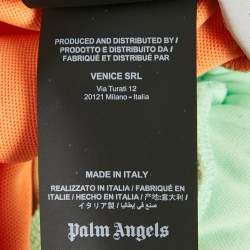 PRODUCED AND DISTRIBUTED BY /
PRODOTTO E DISTRIBUITO DA /
FABRIQUÉ ET DISTRIBUÉ PAR
VENICE SRL
Via Turati 12
20121 Milano - Italia
MADE IN ITALY
REALIZZATO IN ITALIA / FABRIQUÉ EN
ITALIE / HECHO EN ITALIA / 产地:意大利 /
イタリア製 / صنع في إيطاليا
Palm Angels